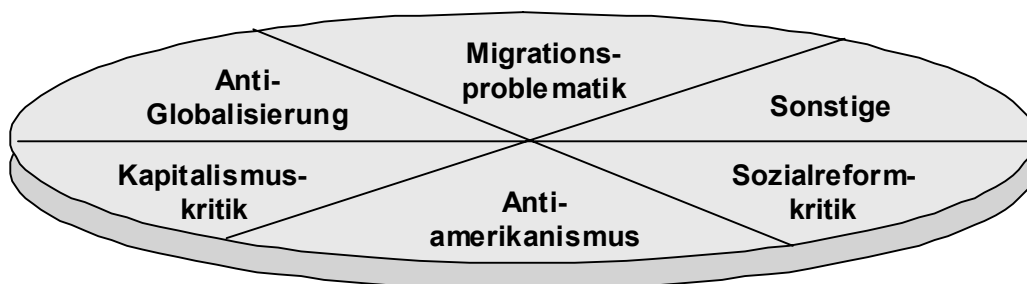 Migrations-
problematik
Anti-
Globalisierung
Sonstige
Kapitalismus-
kritik
Sozialreform-
kritik
Anti-
amerikanismus